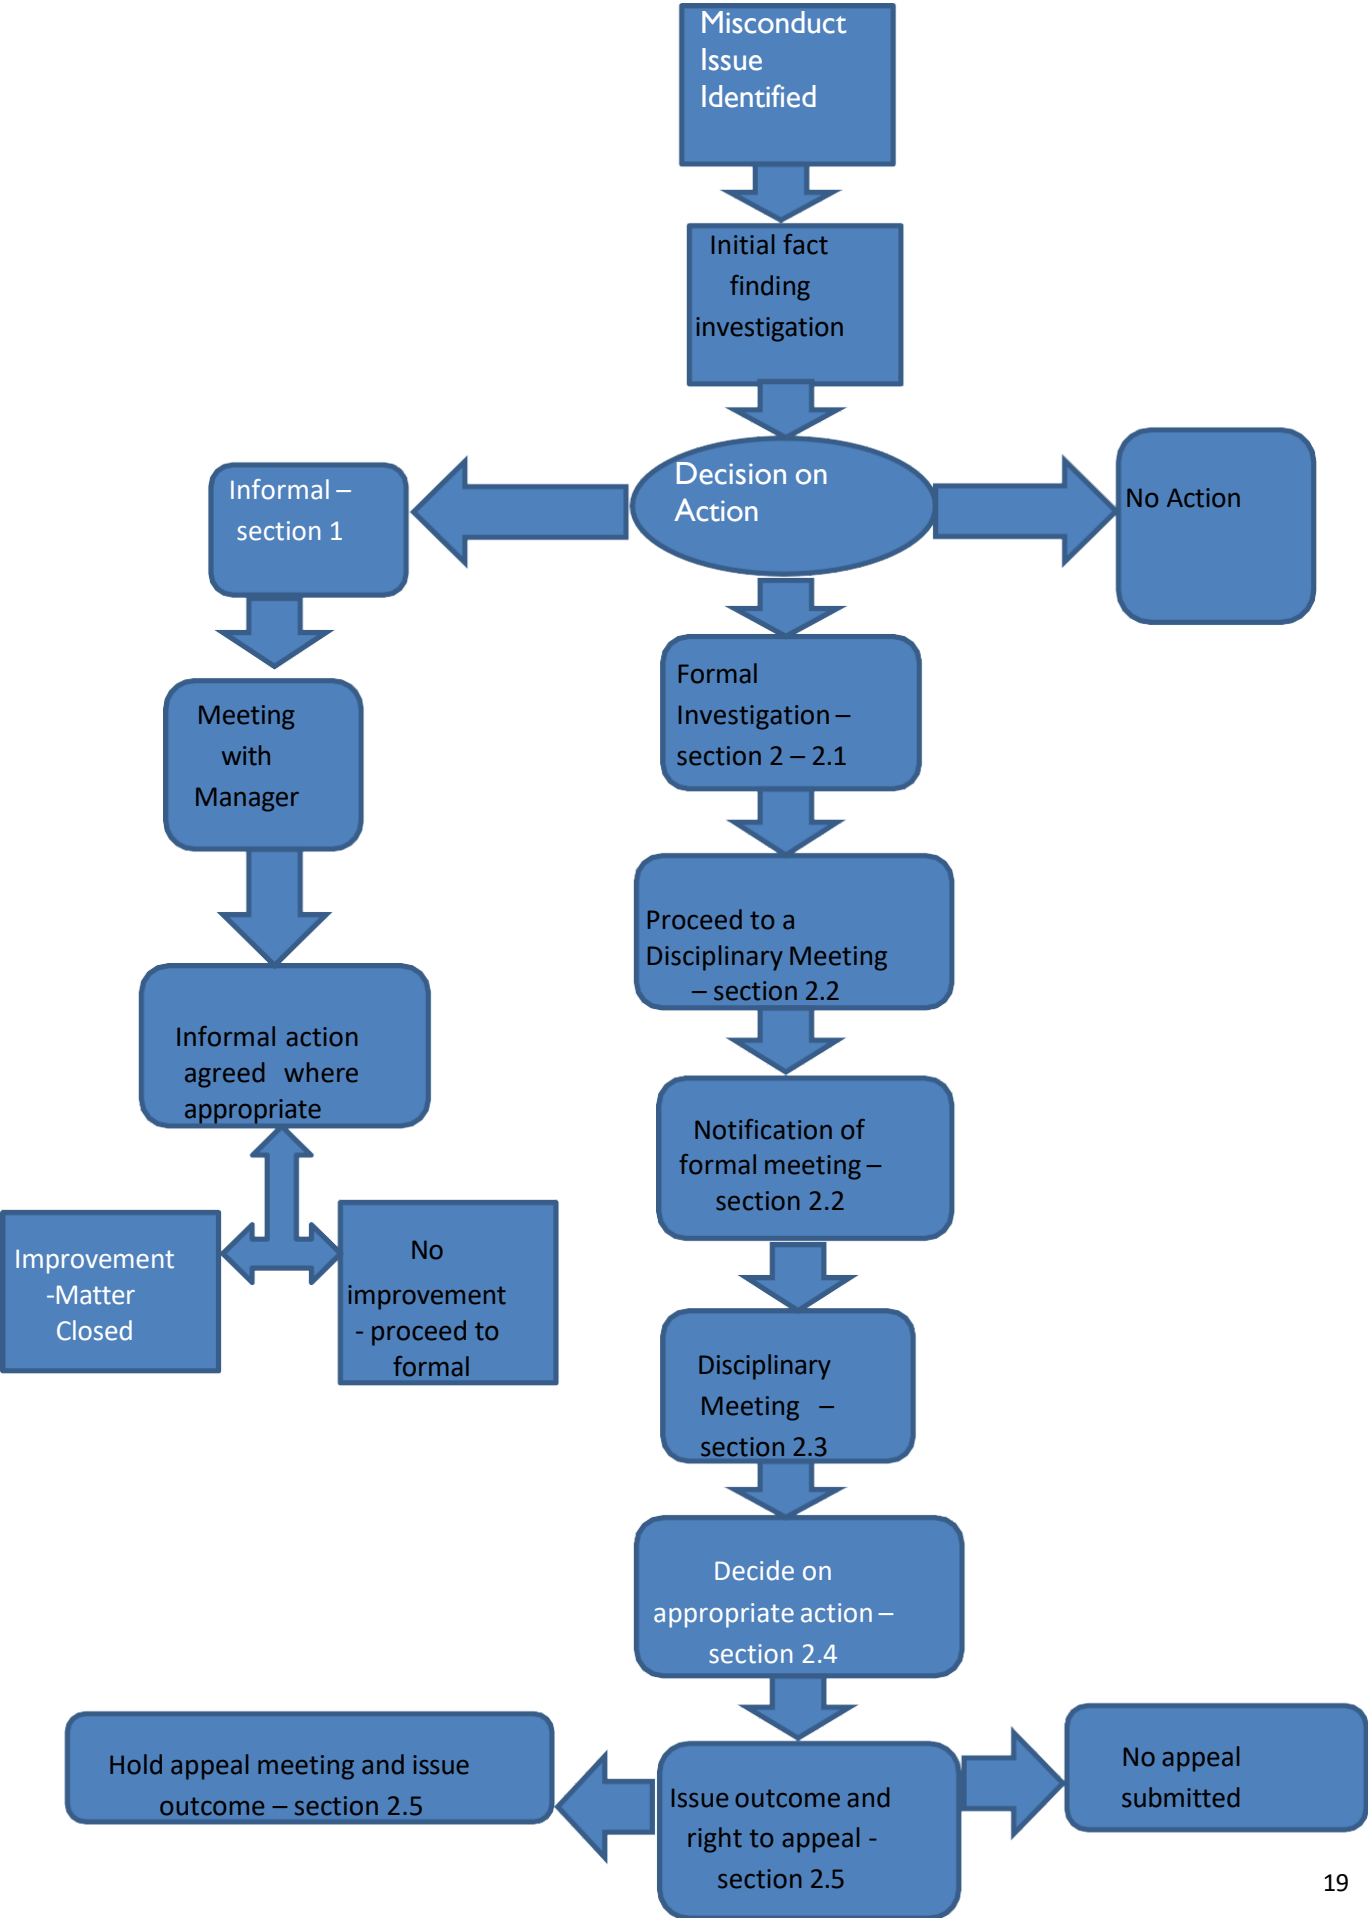 Misconduct
Issue
Identified
Initial fact
finding
investigation
Decision on
Action
Informal –
section 1
No Action
Meeting
with
Manager
Formal
Investigation –
section 2 – 2.1
Proceed to a
Disciplinary Meeting
– section 2.2
Informal action
agreed where
appropriate
Notification of
formal meeting –
section 2.2
Improvement
-Matter
Closed
No
improvement
- proceed to
formal
Disciplinary
Meeting –
section 2.3
Decide on
appropriate action –
section 2.4
Hold appeal meeting and issue
outcome – section 2.5
Issue outcome and
right to appeal -
section 2.5
No appeal
submitted
19